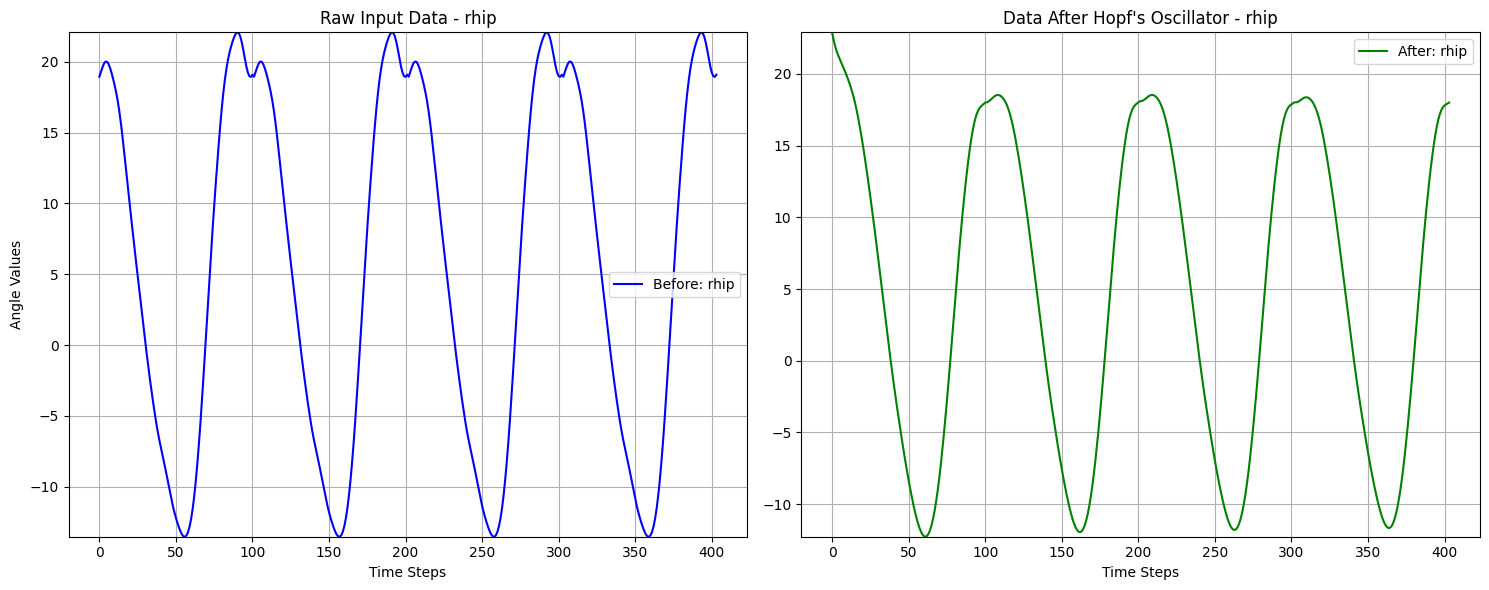 Raw Input Data - rhip
Angle Values
20
15
10
5
0
−5
−10
Before: rhip
0 50 100 150 200 250 300 350 400
Time Steps
Data After Hopf's Oscillator - rhip
After: rhip
20
15
10
5
0
−5
−10
0 50 100 150 200 250 300 350 400
Time Steps